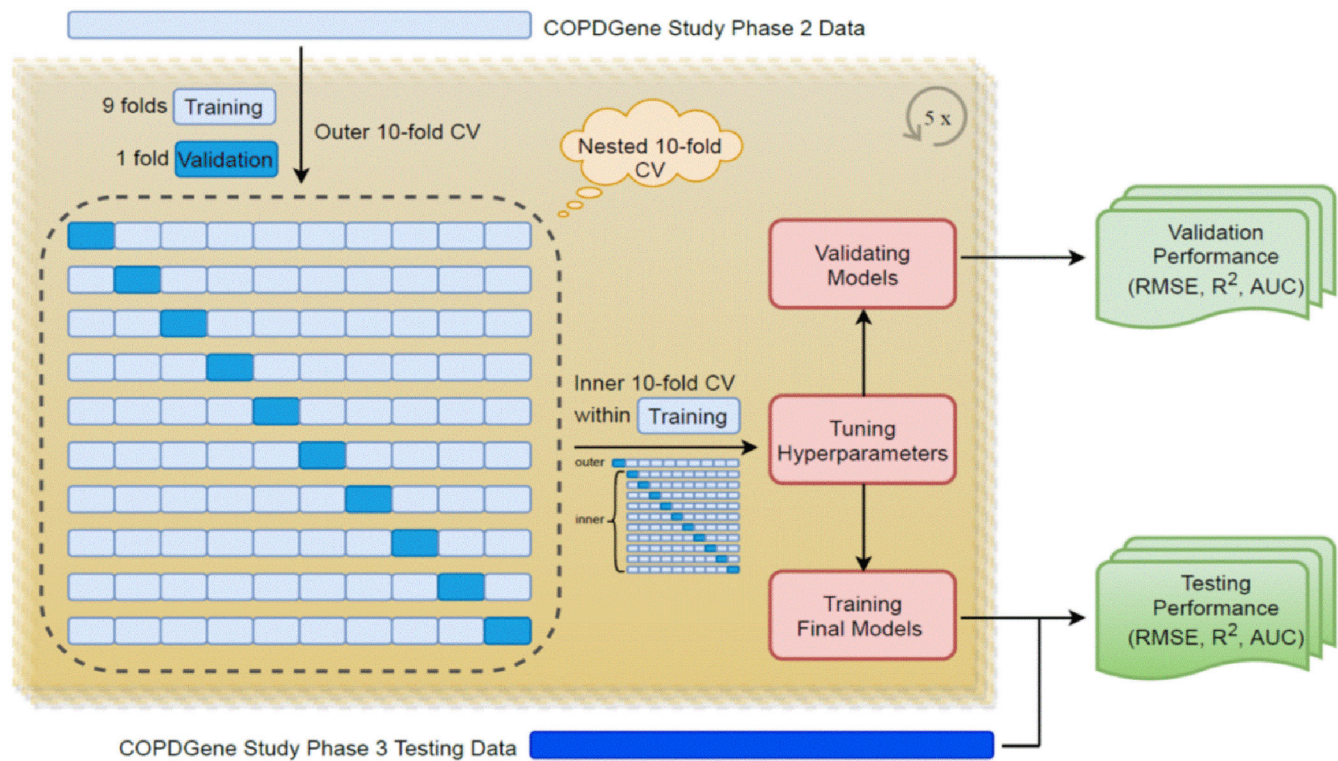 COPDGene Study Phase 2 Data
9 folds Training
1 fold Validation
Outer 10-fold CV
Nested 10-fold
CV
5 x
Validating
Models
Validation
Performance
(RMSE, R², AUC)
Inner 10-fold CV
within Training
outer
inner
Tuning
Hyperparameters
Training
Final Models
Testing
Performance
(RMSE, R², AUC)
COPDGene Study Phase 3 Testing Data